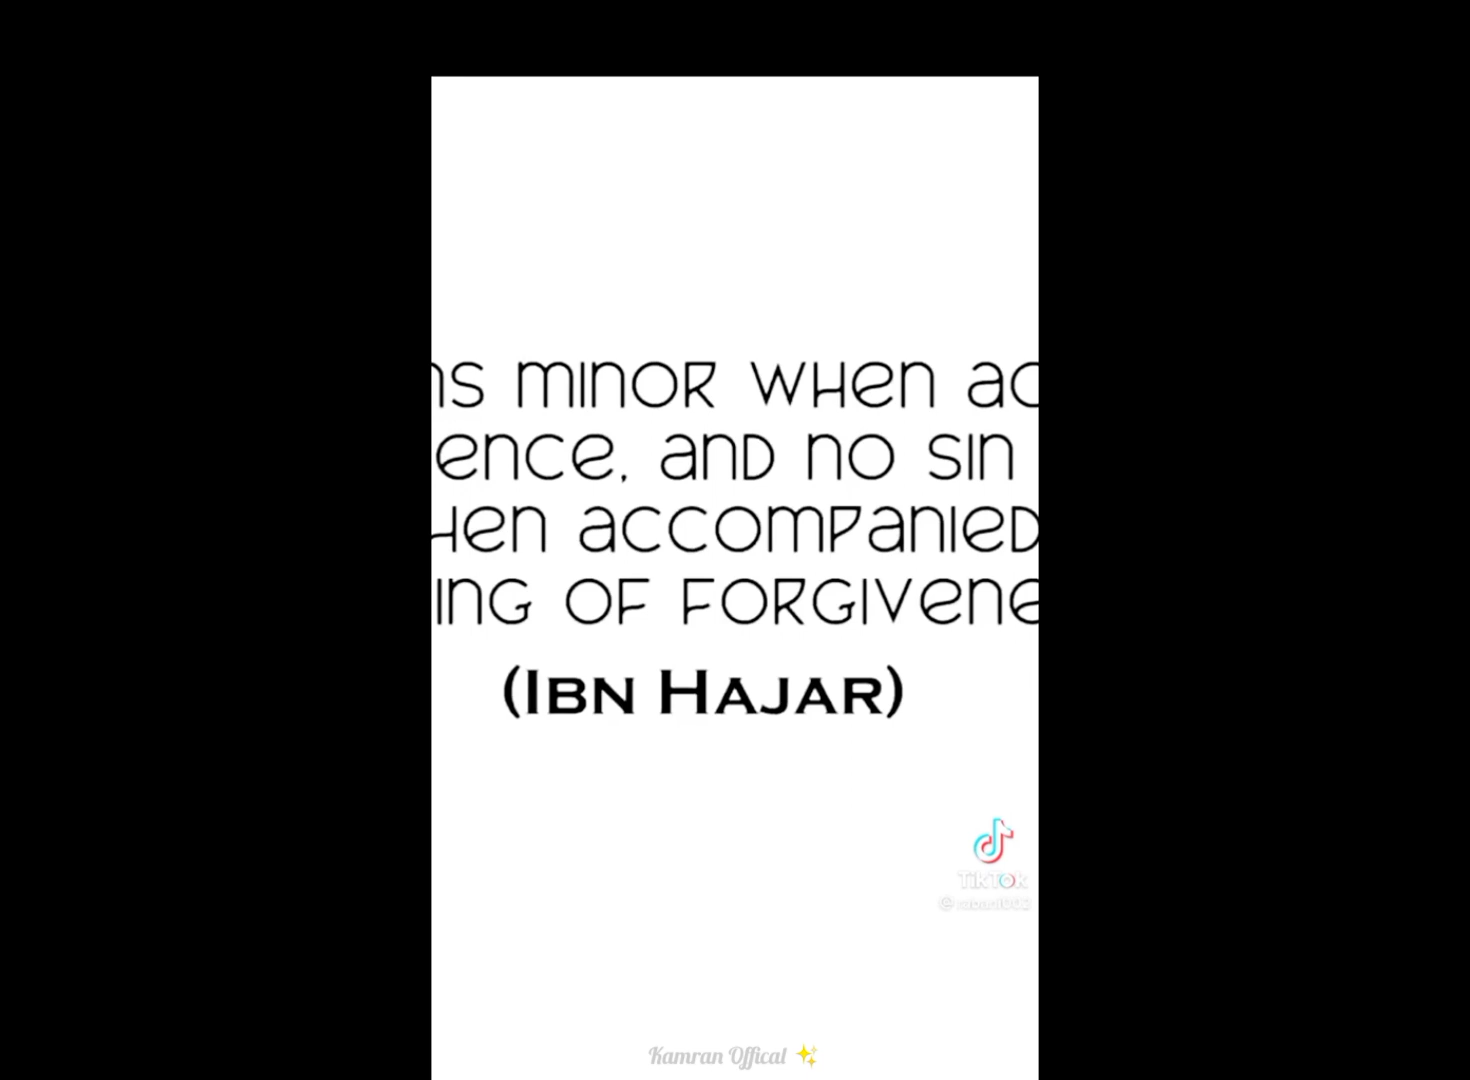 ns minor when ac
ence, and no sin
hen accompanied
ing of forgivene
(Ibn Hajar)
TikTok
Kamran Offical ✨